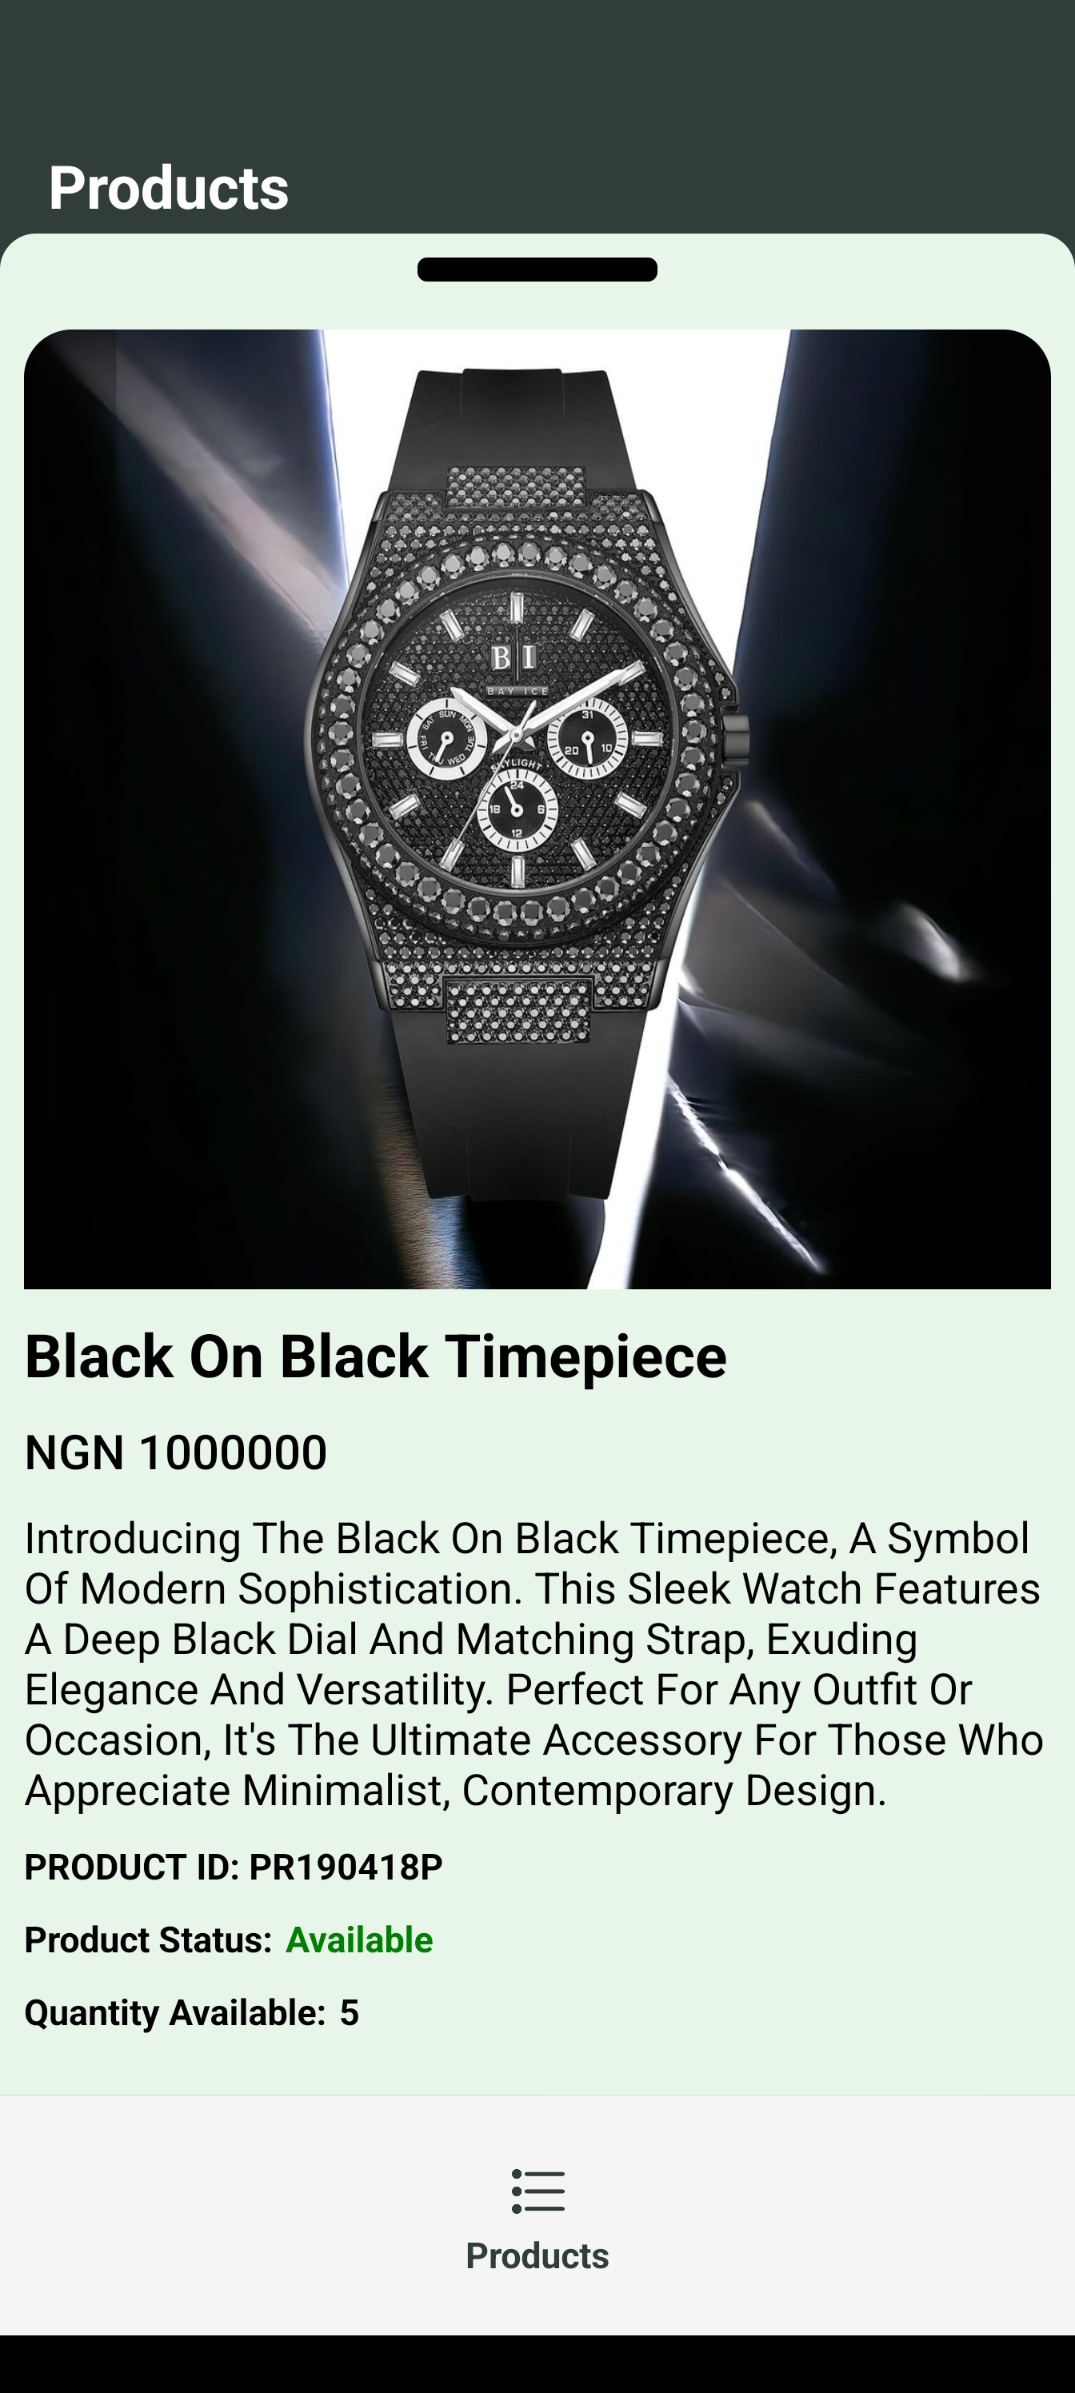 Products
B I
BAY ICE
SAT SUN MON TUE WED THU FRI
31
20 10
SKYLIGHT
24
18 6
12
Black On Black Timepiece
NGN 1000000
Introducing The Black On Black Timepiece, A Symbol
Of Modern Sophistication. This Sleek Watch Features
A Deep Black Dial And Matching Strap, Exuding
Elegance And Versatility. Perfect For Any Outfit Or
Occasion, It's The Ultimate Accessory For Those Who
Appreciate Minimalist, Contemporary Design.
PRODUCT ID: PR190418P
Product Status: Available
Quantity Available: 5
Products